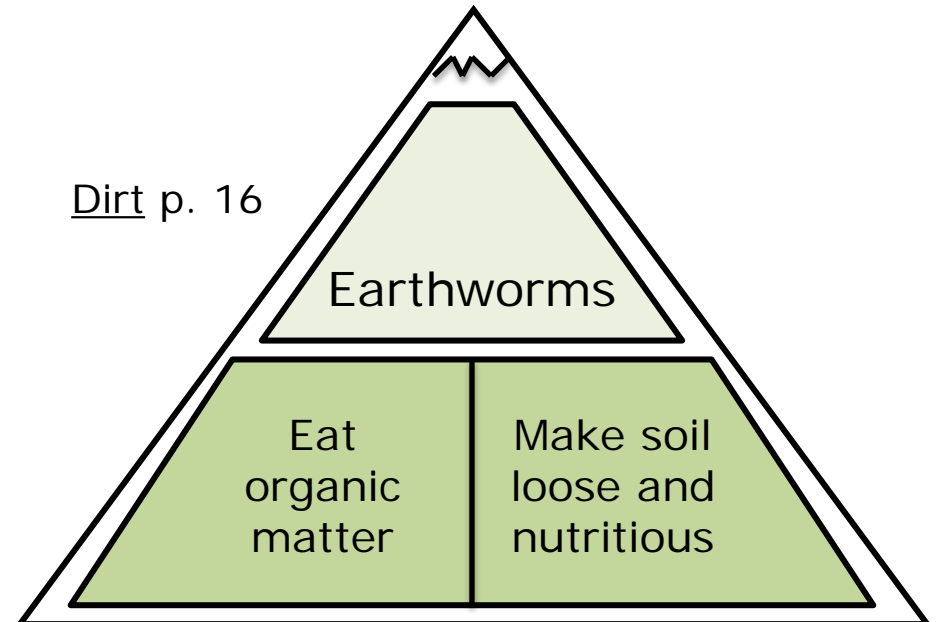 Dirt p. 16
Earthworms
Eat
organic
matter
Make soil
loose and
nutritious